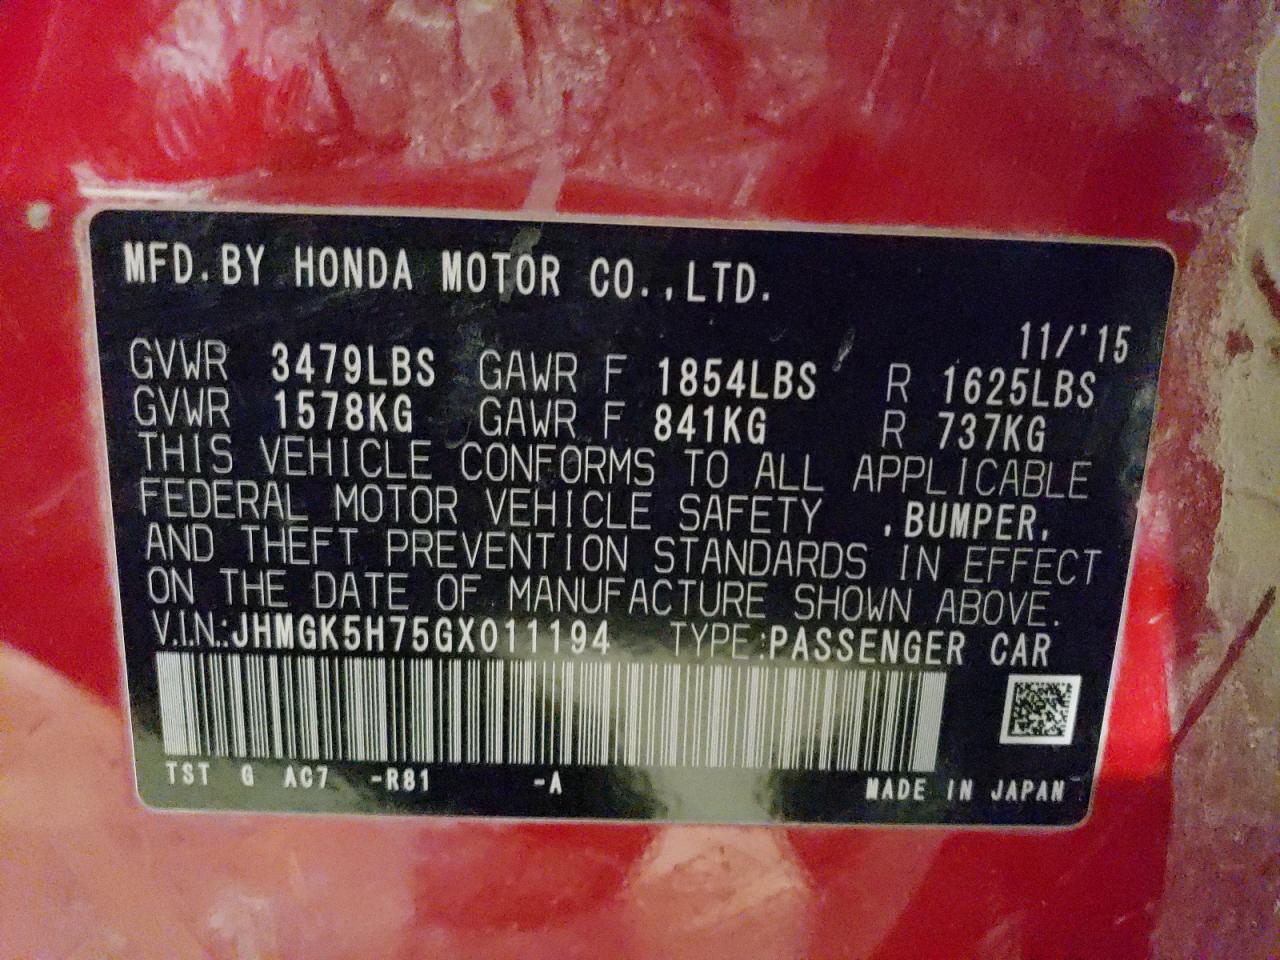 MFD. BY HONDA MOTOR CO., LTD.
11/'15
GVWR 3479LBS GAWR F 1854LBS R 1625LBS
GVWR 1578KG GAWR F 841KG R 737KG
THIS VEHICLE CONFORMS TO ALL APPLICABLE
FEDERAL MOTOR VEHICLE SAFETY , BUMPER,
AND THEFT PREVENTION STANDARDS IN EFFECT
ON THE DATE OF MANUFACTURE SHOWN ABOVE.
V.I.N.:JHMGK5H75GX011194 TYPE:PASSENGER CAR
TST G AC7 -R81 -A MADE IN JAPAN